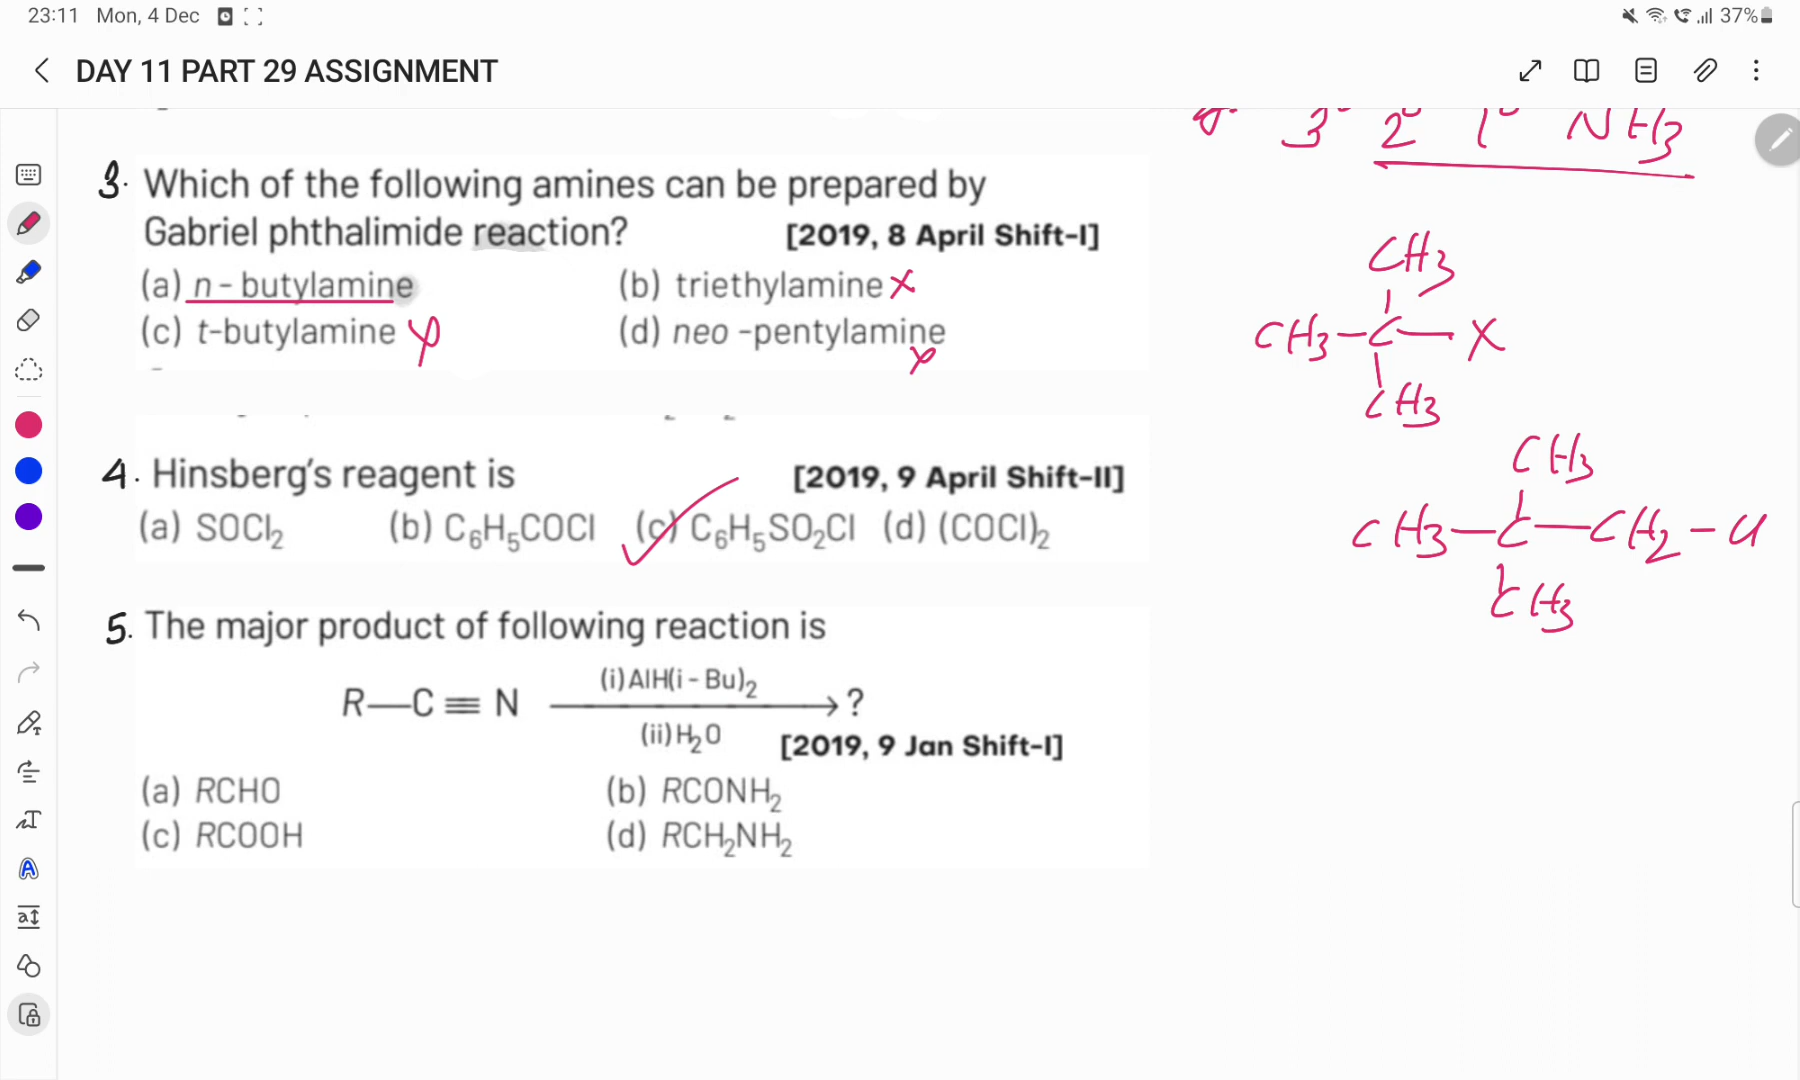 23:11 Mon, 4 Dec
37%
DAY 11 PART 29 ASSIGNMENT
3° 2° 1° NH3
3. Which of the following amines can be prepared by
Gabriel phthalimide reaction? [2019, 8 April Shift-I]
(a) n - butylamine (b) triethylamine x
(c) t-butylamine (d) neo -pentylamine
CH3
CH3-C-X
CH3
4. Hinsberg's reagent is [2019, 9 April Shift-II]
(a) SOCl₂ (b) C₆H₅COCl (c) C₆H₅SO₂Cl (d) (COCl)₂
CH3
CH3-C-CH2-Cl
CH3
5. The major product of following reaction is
(i) AlH(i - Bu)₂
R—C≡N → ?
(ii) H₂O
[2019, 9 Jan Shift-I]
(a) RCHO (b) RCONH₂
(c) RCOOH (d) RCH₂NH₂